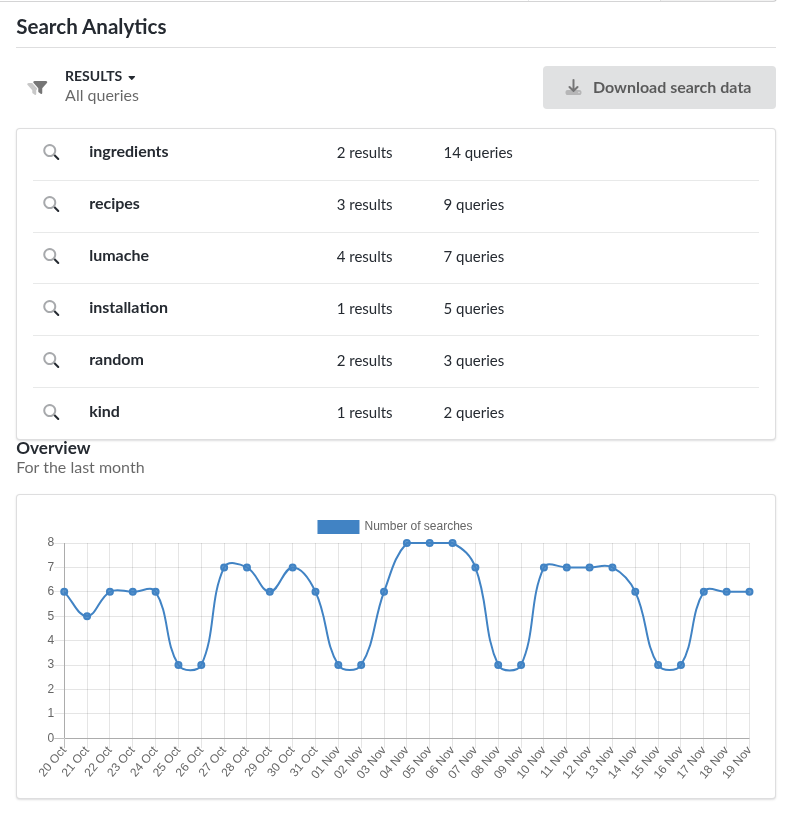 Search Analytics
RESULTS
All queries
Download search data
ingredients 2 results 14 queries
recipes 3 results 9 queries
lumache 4 results 7 queries
installation 1 results 5 queries
random 2 results 3 queries
kind 1 results 2 queries
Overview
For the last month
Number of searches
8
7
6
5
4
3
2
1
0
20 Oct 21 Oct 22 Oct 23 Oct 24 Oct 25 Oct 26 Oct 27 Oct 28 Oct 29 Oct 30 Oct 31 Oct 01 Nov 02 Nov 03 Nov 04 Nov 05 Nov 06 Nov 07 Nov 08 Nov 09 Nov 10 Nov 11 Nov 12 Nov 13 Nov 14 Nov 15 Nov 16 Nov 17 Nov 18 Nov 19 Nov